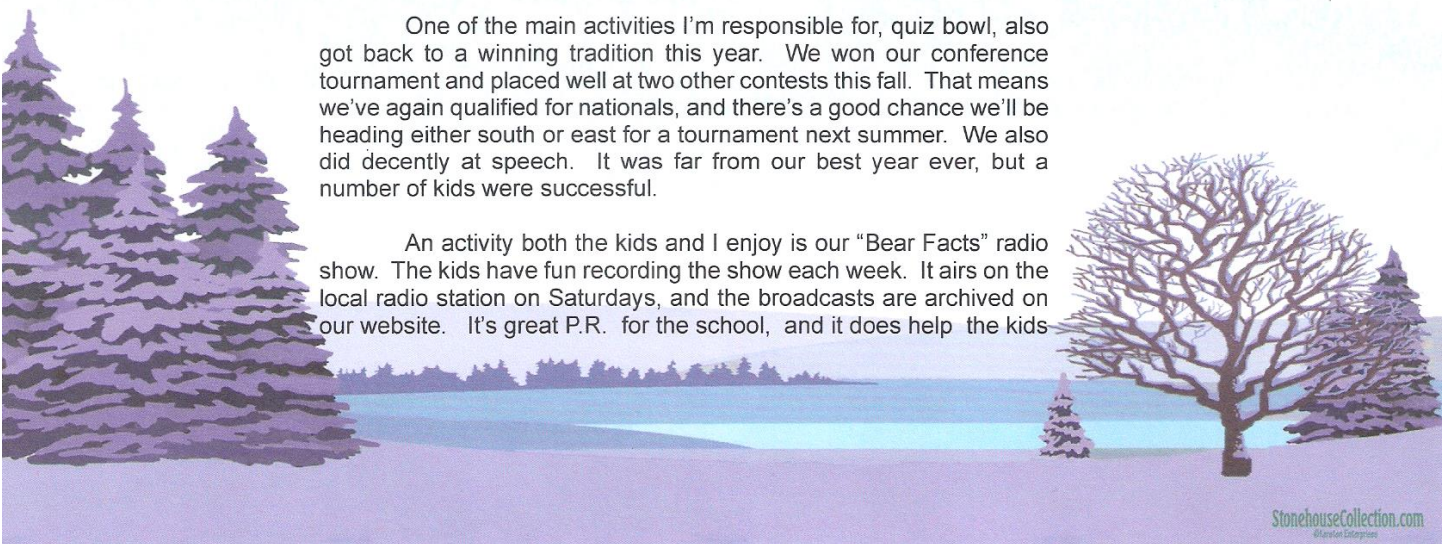 One of the main activities I’m responsible for, quiz bowl, also
got back to a winning tradition this year. We won our conference
tournament and placed well at two other contests this fall. That means
we’ve again qualified for nationals, and there’s a good chance we’ll be
heading either south or east for a tournament next summer. We also
did decently at speech. It was far from our best year ever, but a
number of kids were successful.
An activity both the kids and I enjoy is our “Bear Facts” radio
show. The kids have fun recording the show each week. It airs on the
local radio station on Saturdays, and the broadcasts are archived on
our website. It’s great P.R. for the school, and it does help the kids
StonehouseCollection.com